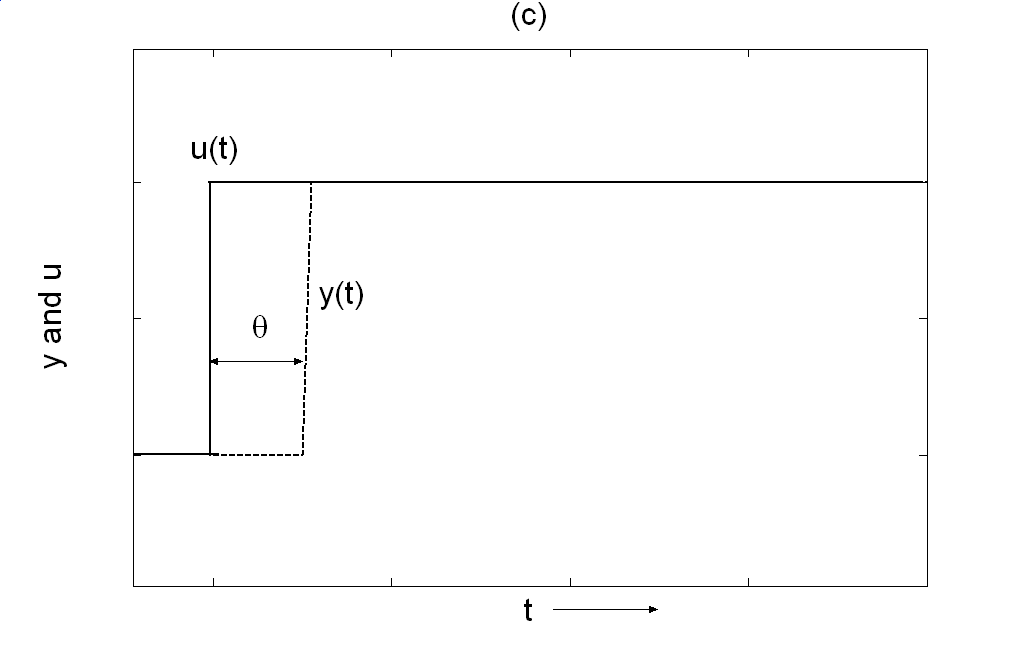 (c)
u(t)
y(t)
θ
y and u
t